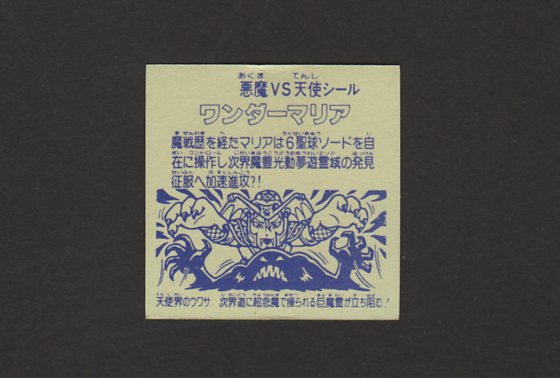 悪魔VS天使シール
ワンダーマリア
魔戦歴を経たマリアは6聖球ソードを自
在に操作し次界魔豊光動夢遊霊域の発見
征服へ加速進攻?!
天使界のウワサ 次界道に超念魔で操られる巨魔霊が立ち阻む!